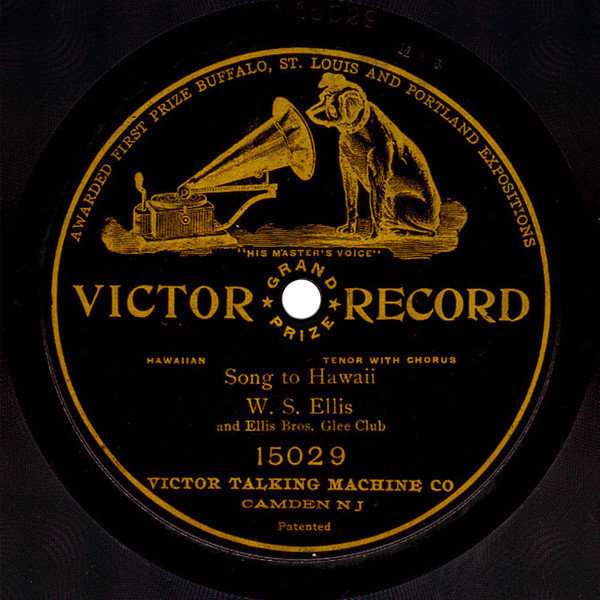 15029
AWARDED FIRST PRIZE BUFFALO, ST. LOUIS AND PORTLAND EXPOSITIONS
"HIS MASTER'S VOICE"
GRAND PRIZE
VICTOR RECORD
HAWAIIAN TENOR WITH CHORUS
Song to Hawaii
W. S. Ellis
and Ellis Bros. Glee Club
15029
VICTOR TALKING MACHINE CO
CAMDEN N J
Patented